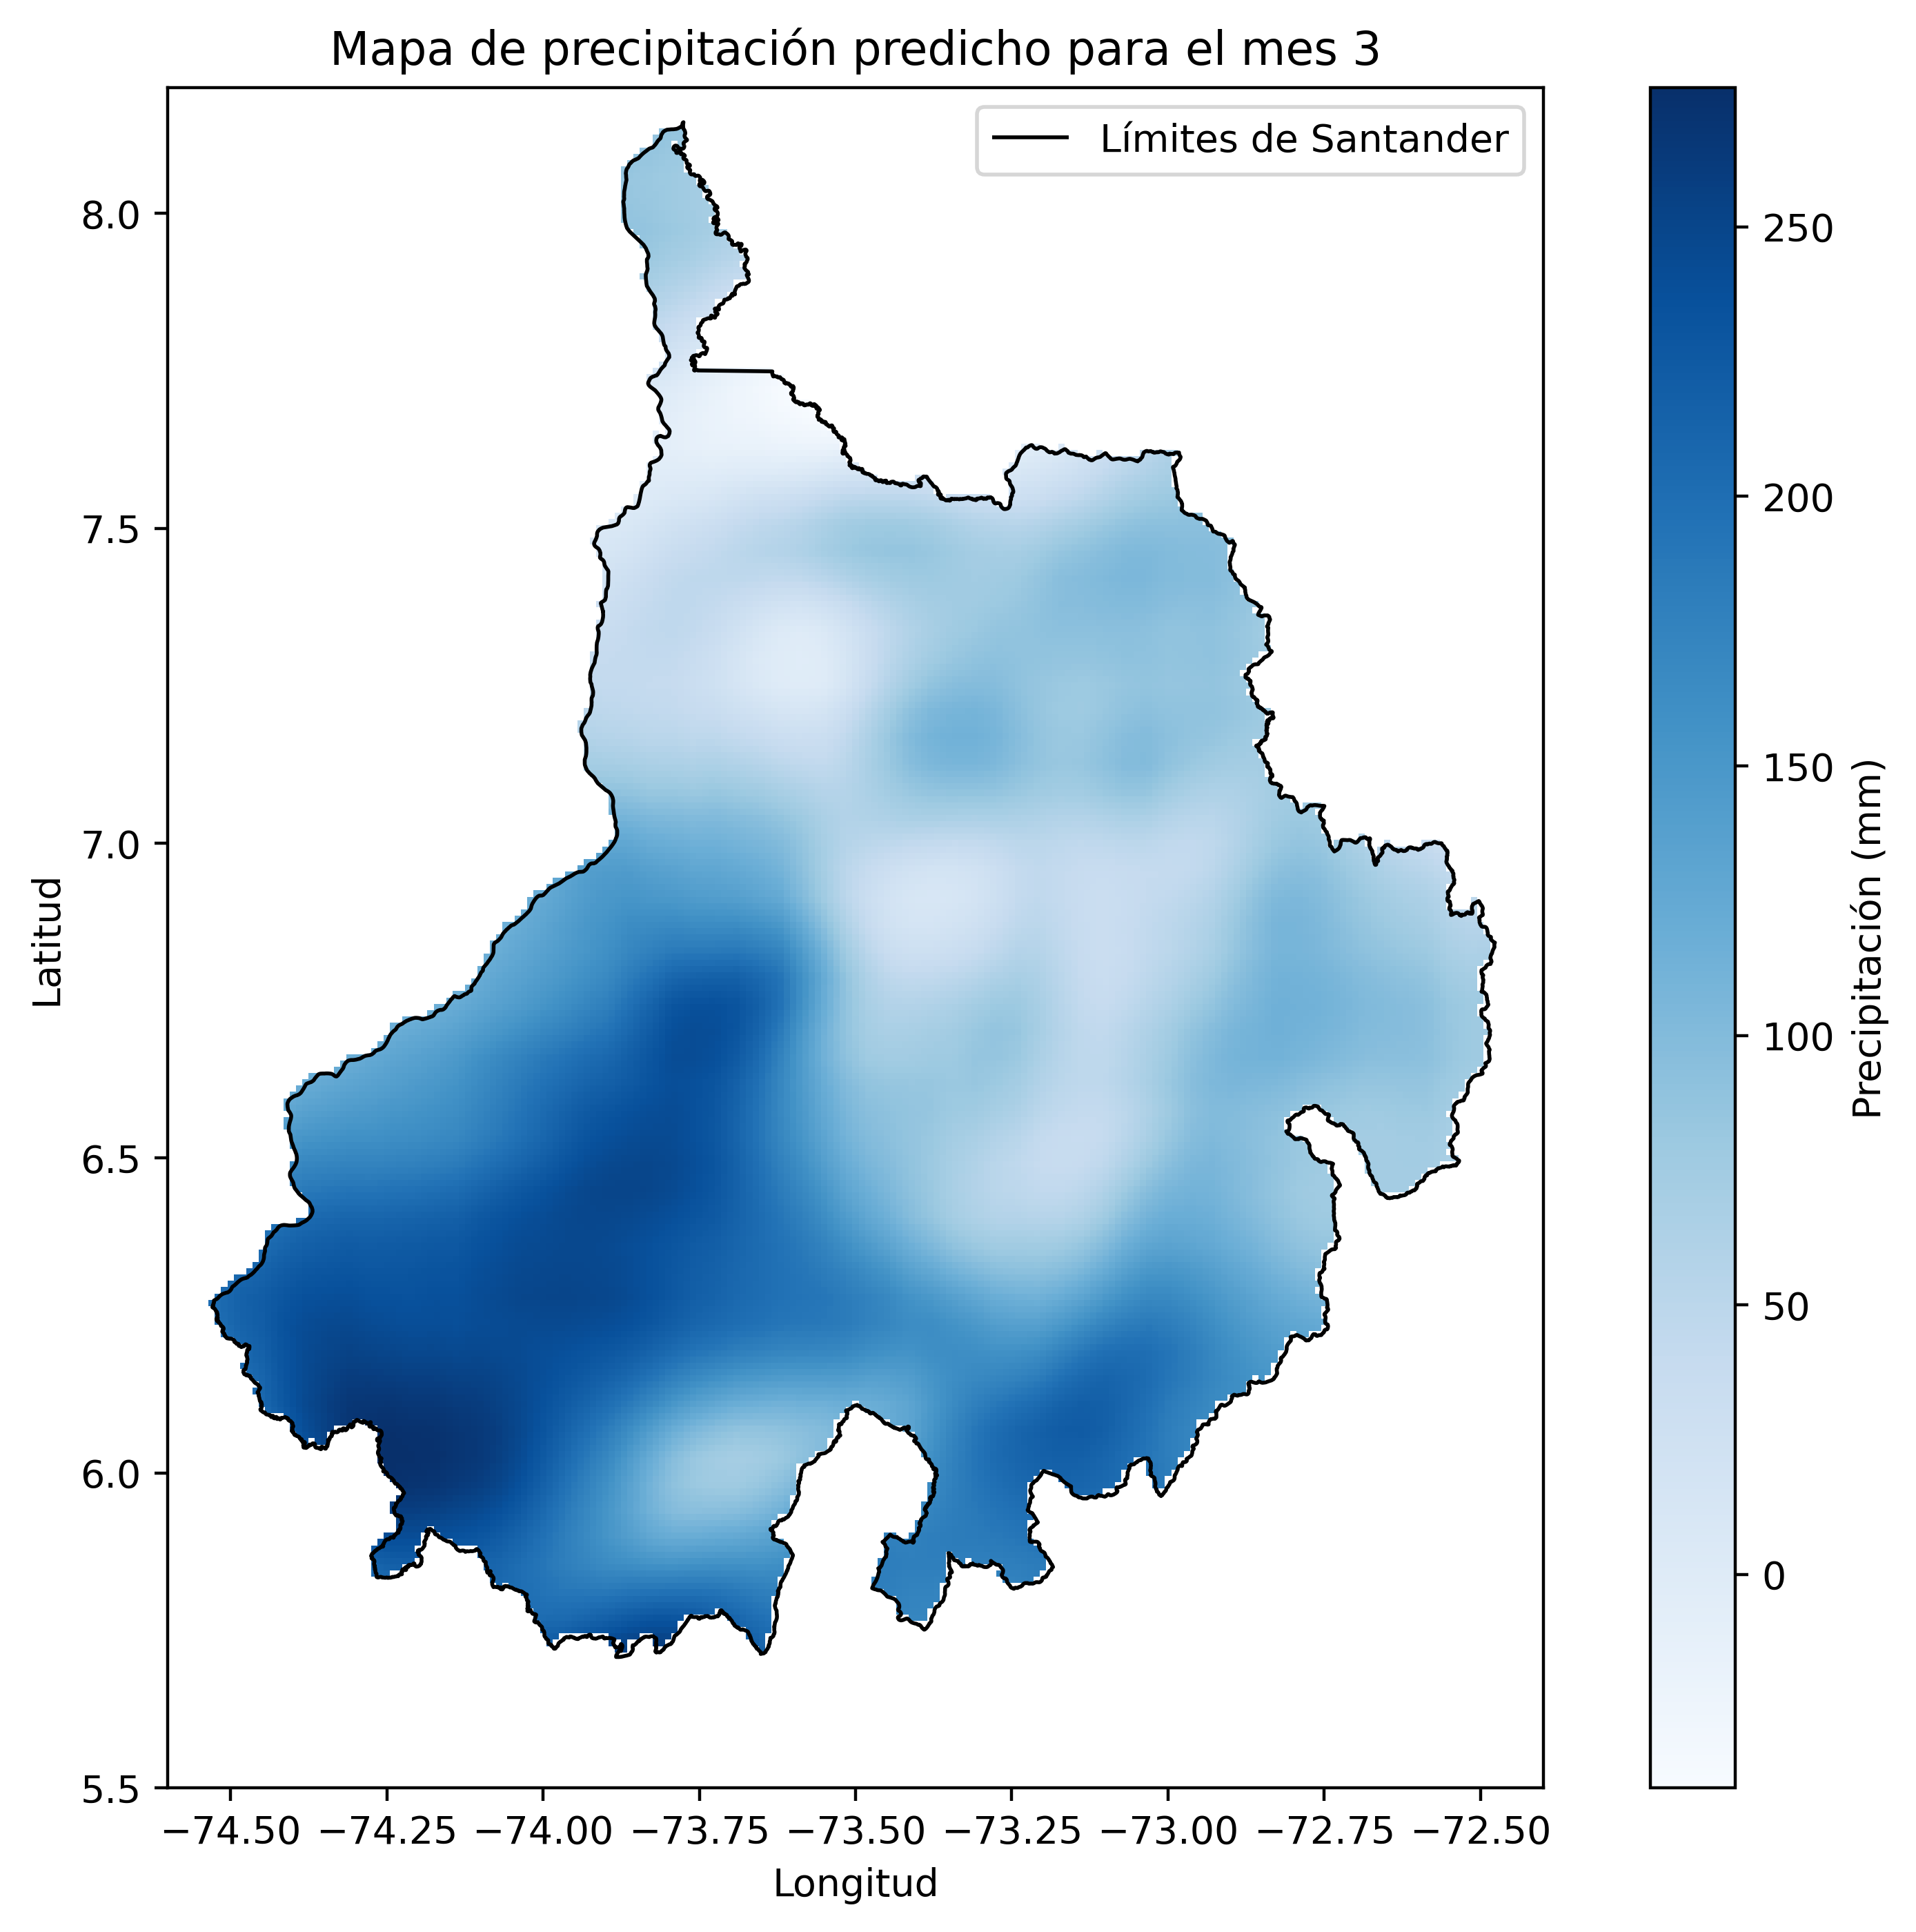 Mapa de precipitación predicho para el mes 3
Límites de Santander
8.0
7.5
7.0
6.5
6.0
5.5
Latitud
−74.50 −74.25 −74.00 −73.75 −73.50 −73.25 −73.00 −72.75 −72.50
Longitud
250
200
150
100
50
0
Precipitación (mm)